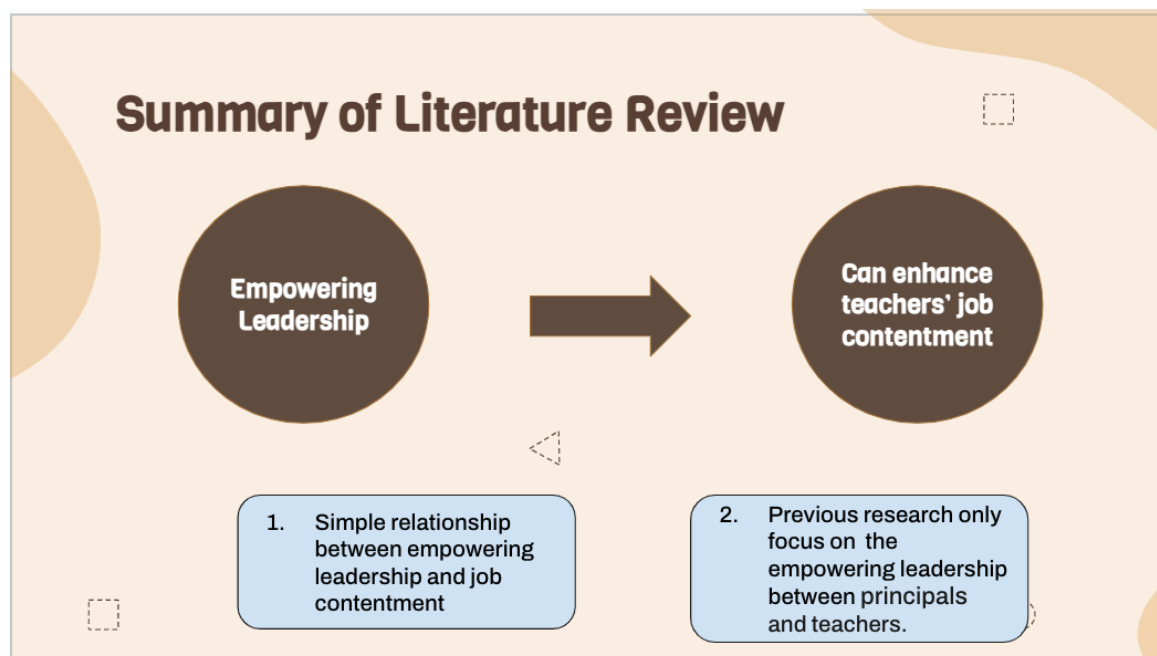 Summary of Literature Review
Empowering
Leadership
Can enhance
teachers' job
contentment
1. Simple relationship
between empowering
leadership and job
contentment
2. Previous research only
focus on the
empowering leadership
between principals
and teachers.